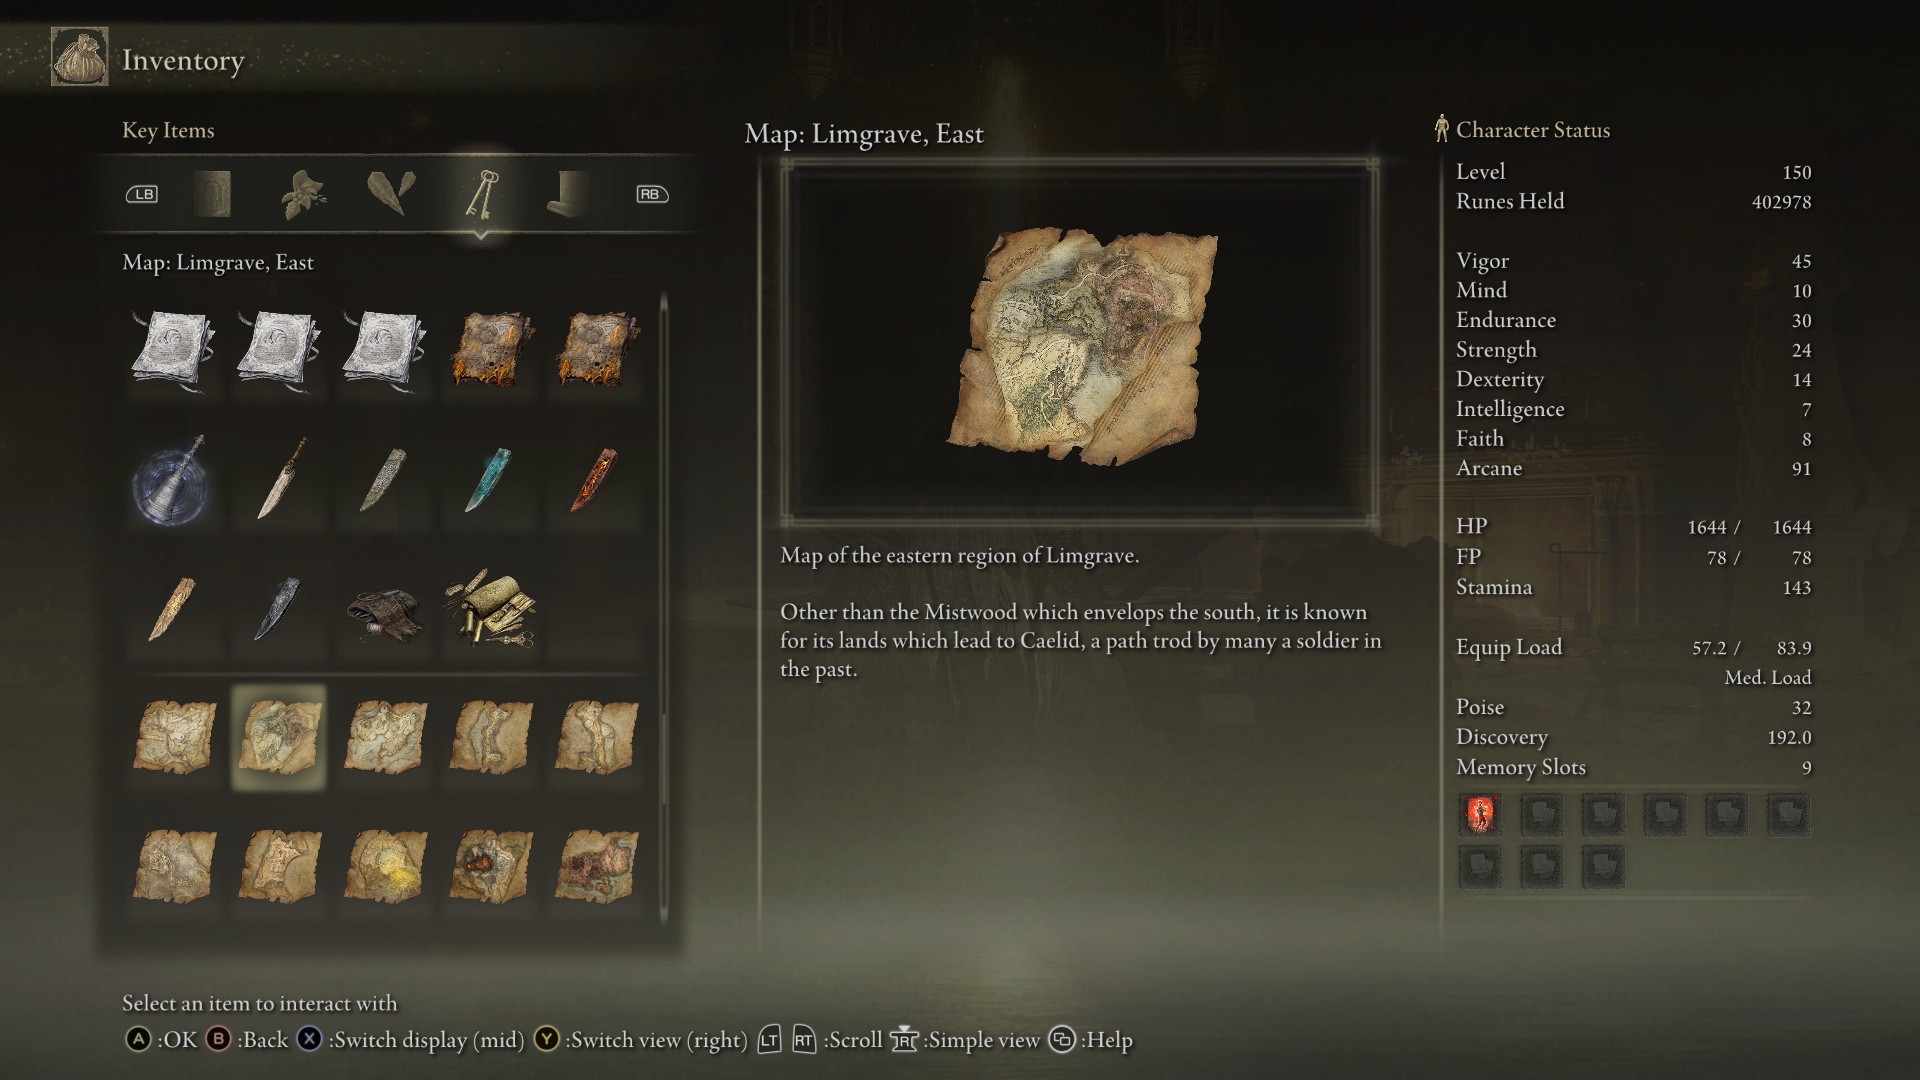 Inventory
Key Items
LB
RB
Map: Limgrave, East
Map: Limgrave, East
Map of the eastern region of Limgrave.
Other than the Mistwood which envelops the south, it is known
for its lands which lead to Caelid, a path trod by many a soldier in
the past.
Character Status
Level 150
Runes Held 402978
Vigor 45
Mind 10
Endurance 30
Strength 24
Dexterity 14
Intelligence 7
Faith 8
Arcane 91
HP 1644 / 1644
FP 78 / 78
Stamina 143
Equip Load 57.2 / 83.9
Med. Load
Poise 32
Discovery 192.0
Memory Slots 9
Select an item to interact with
A :OK B :Back X :Switch display (mid) Y :Switch view (right) LT RT :Scroll R :Simple view :Help